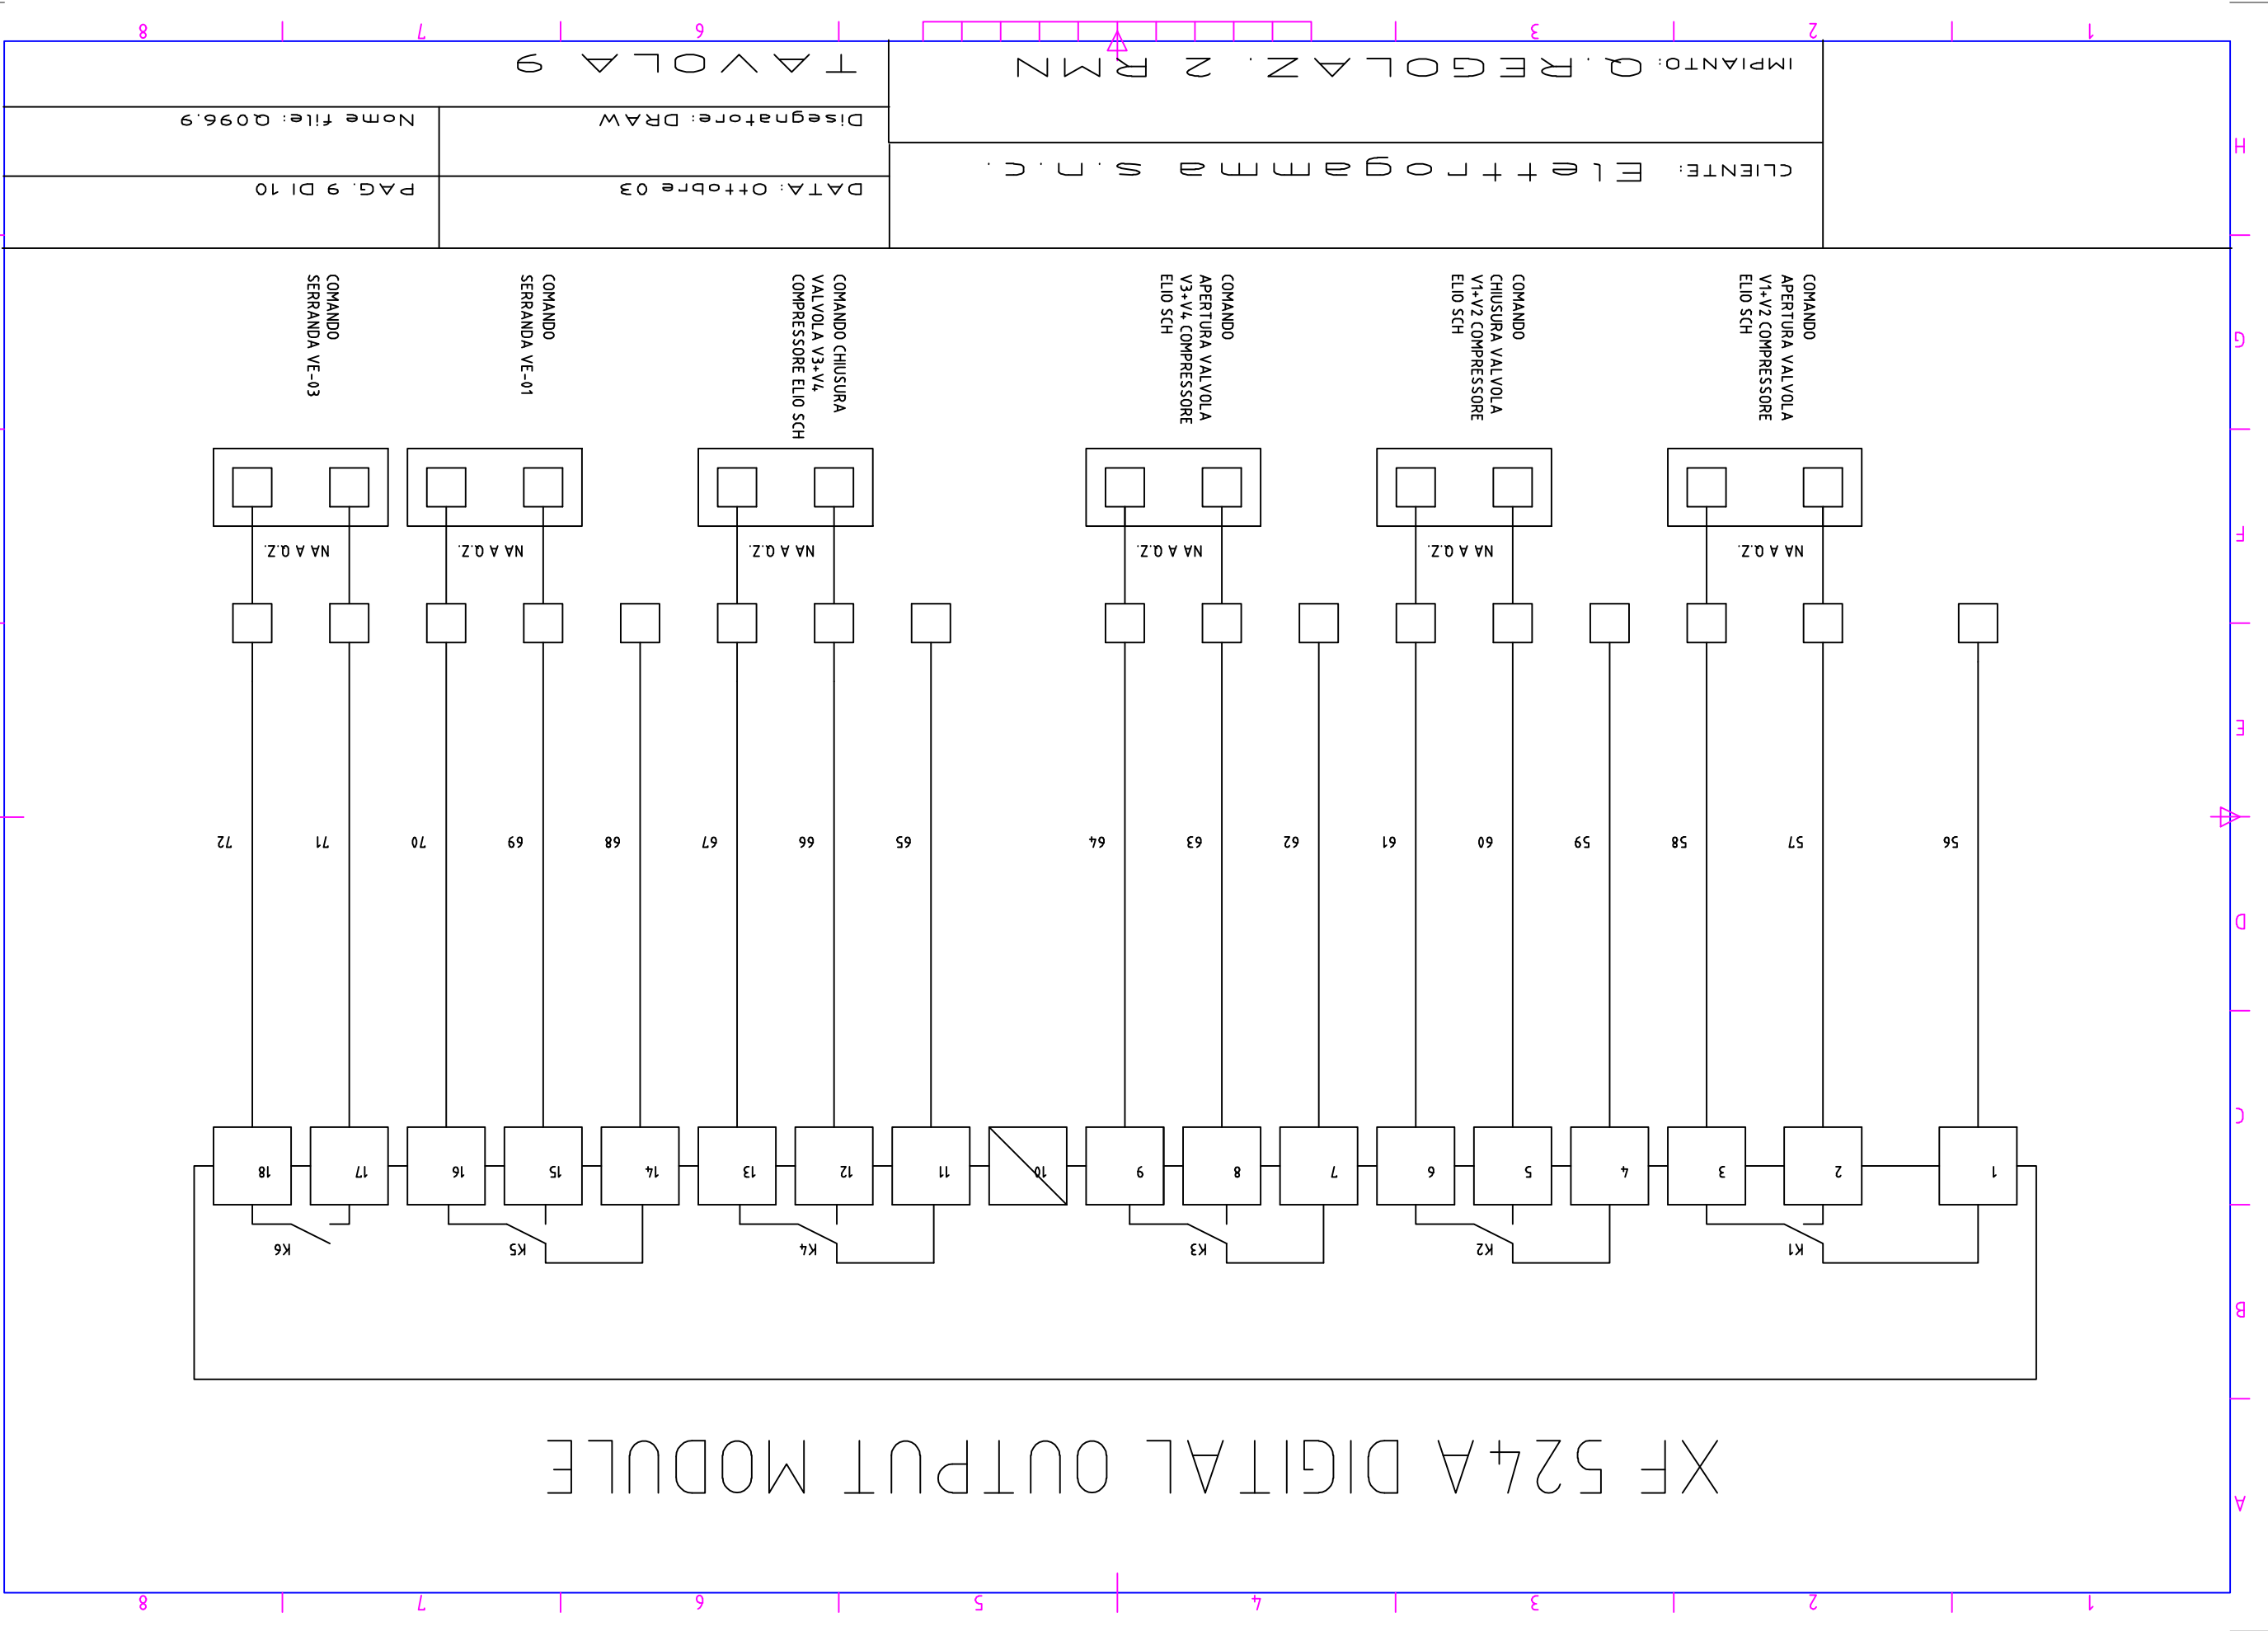 XF 524A DIGITAL OUTPUT MODULE
K1
K2
K3
K4
K5
K6
1
2
3
4
5
6
7
8
9
10
11
12
13
14
15
16
17
18
56
57
58
59
60
61
62
63
64
65
66
67
68
69
70
71
72
NA A Q.Z.
NA A Q.Z.
NA A Q.Z.
NA A Q.Z.
NA A Q.Z.
NA A Q.Z.
COMANDO
APERTURA VALVOLA
V1+V2 COMPRESSORE
ELIO SCH
COMANDO
CHIUSURA VALVOLA
V1+V2 COMPRESSORE
ELIO SCH
COMANDO
APERTURA VALVOLA
V3+V4 COMPRESSORE
ELIO SCH
COMANDO CHIUSURA
VALVOLA V3+V4
COMPRESSORE ELIO SCH
COMANDO
SERRANDA VE-01
COMANDO
SERRANDA VE-03
CLIENTE: Elettrogamma s.n.c.
IMPIANTO: Q.REGOLAZ. 2 RMN
DATA: Ottobre 03
PAG. 9 DI 10
Disegnatore: DRAW
Nome file: Q096.9
TAVOLA 9
1
2
3
4
5
6
7
8
A
B
C
D
E
F
G
H
1
2
3
6
7
8